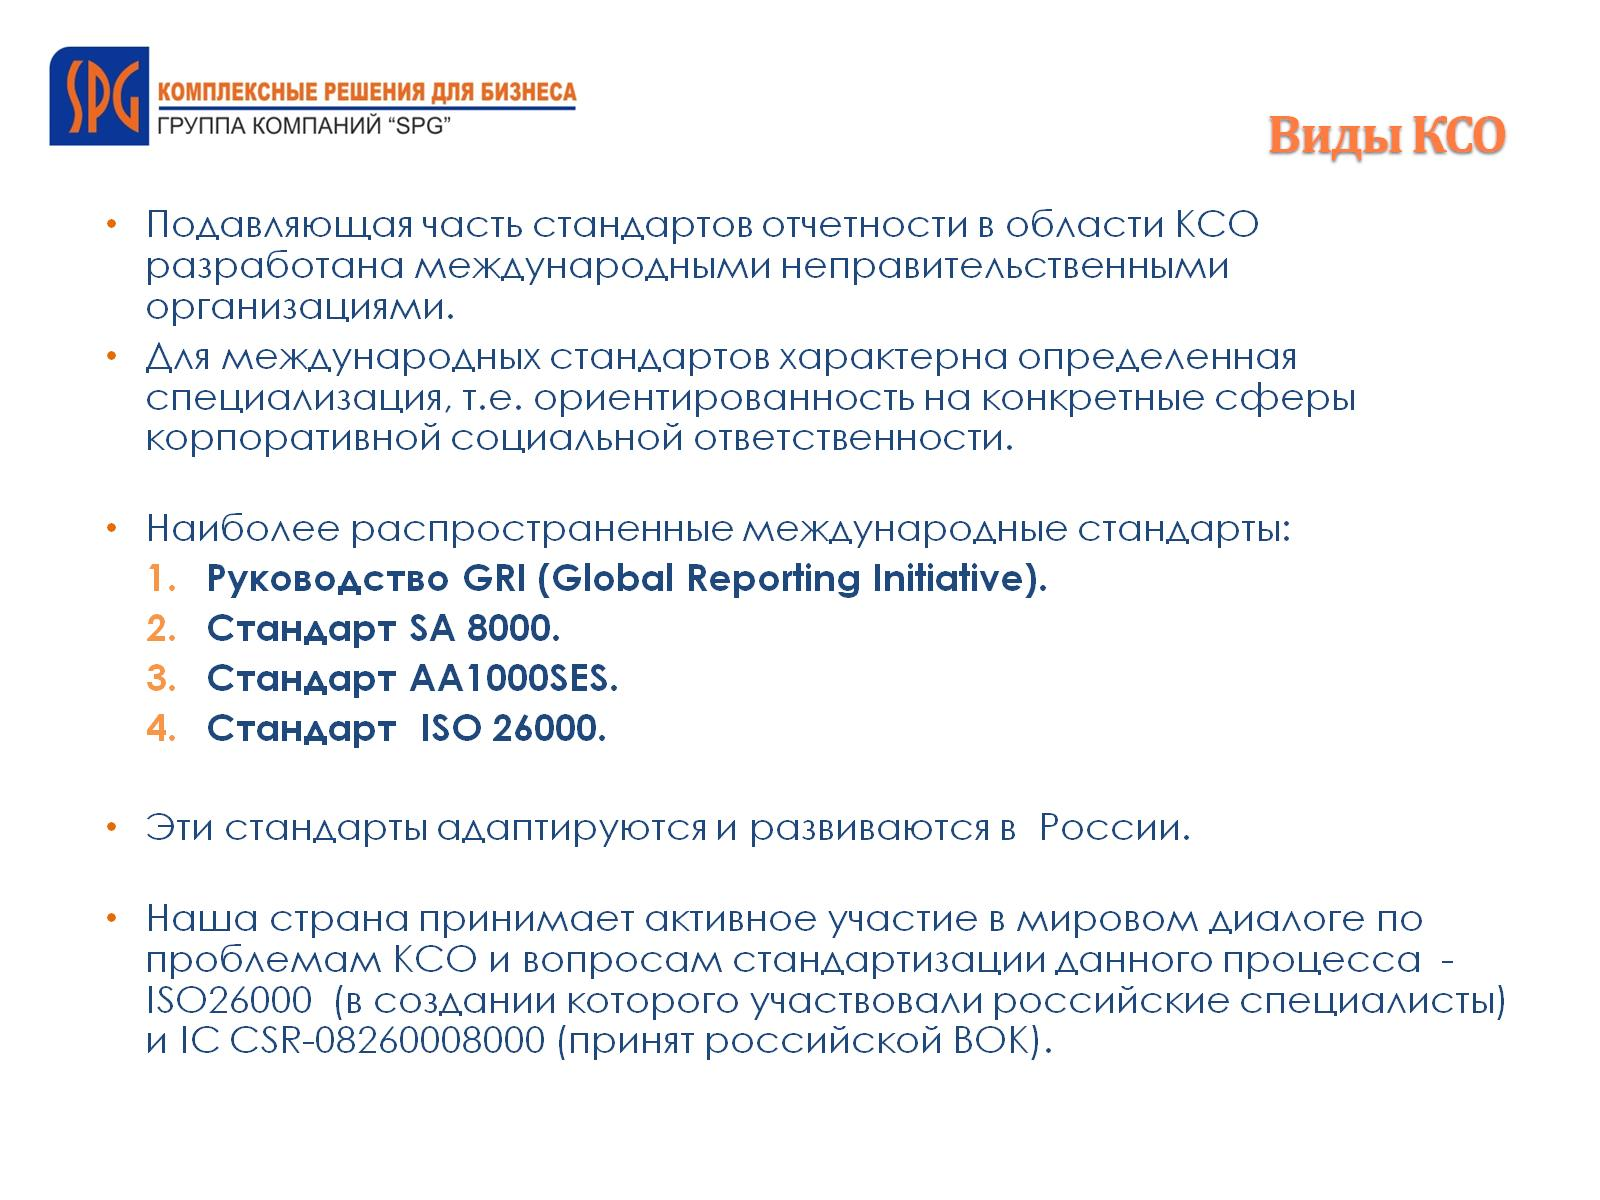 SPG
КОМПЛЕКСНЫЕ РЕШЕНИЯ ДЛЯ БИЗНЕСА
ГРУППА КОМПАНИЙ “SPG”
Виды КСО
• Подавляющая часть стандартов отчетности в области КСО
разработана международными неправительственными
организациями.
• Для международных стандартов характерна определенная
специализация, т.е. ориентированность на конкретные сферы
корпоративной социальной ответственности.
• Наиболее распространенные международные стандарты:
1. Руководство GRI (Global Reporting Initiative).
2. Стандарт SA 8000.
3. Стандарт AA1000SES.
4. Стандарт ISO 26000.
• Эти стандарты адаптируются и развиваются в России.
• Наша страна принимает активное участие в мировом диалоге по
проблемам КСО и вопросам стандартизации данного процесса -
ISO26000 (в создании которого участвовали российские специалисты)
и IC CSR-08260008000 (принят российской ВОК).